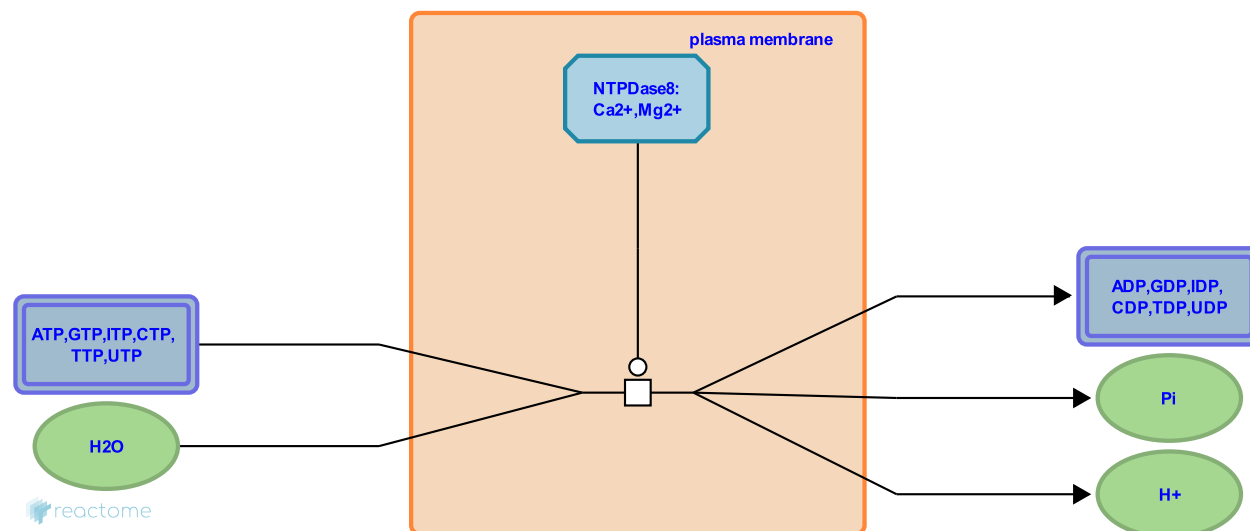 plasma membrane
NTPDase8:
Ca2+,Mg2+
ATP,GTP,ITP,CTP,
TTP,UTP
H2O
ADP,GDP,IDP,
CDP,TDP,UDP
Pi
H+
reactome